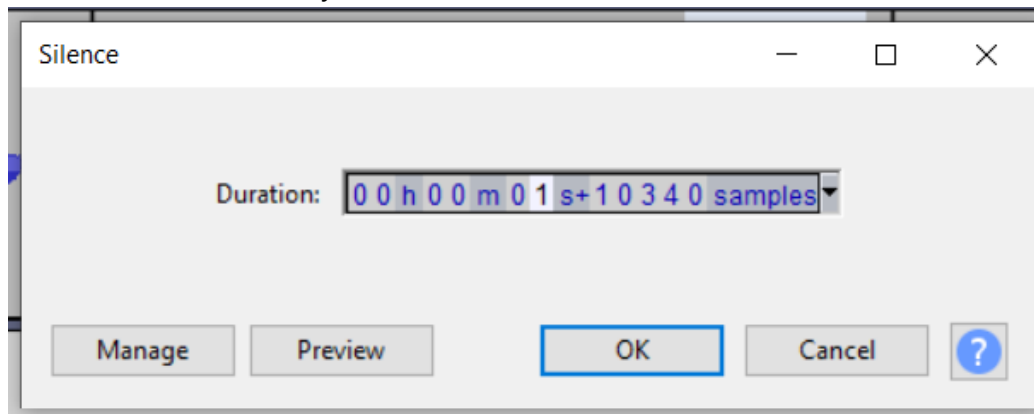 Silence
Duration: 00h00m01s+10340 samples
Manage Preview OK Cancel ?